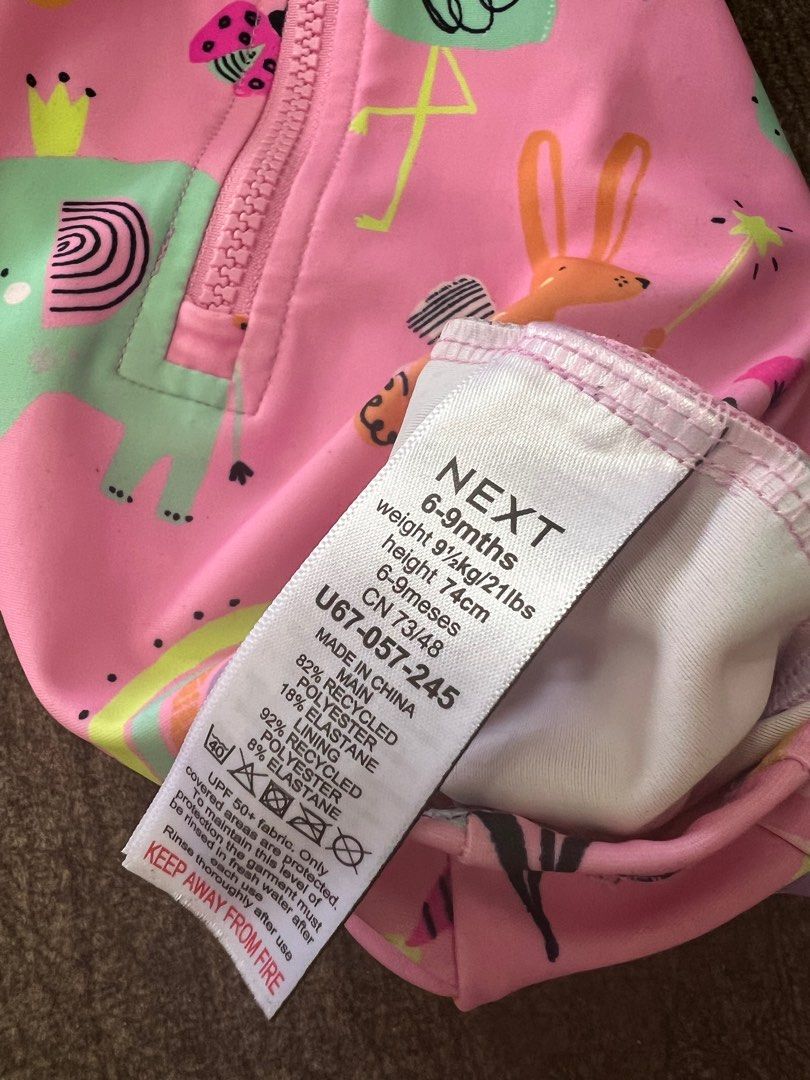 NEXT
6-9mths
weight 9½kg/21lbs
height 74cm
6-9meses
CN 73/48
U67-057-245
MADE IN CHINA
MAIN
82% RECYCLED
POLYESTER
18% ELASTANE
LINING
92% RECYCLED
POLYESTER
8% ELASTANE
40
UPF 50+ fabric. Only
covered areas are protected.
To maintain this level of
protection the garment must
be rinsed in fresh water after
each use
Rinse thoroughly after use
KEEP AWAY FROM FIRE